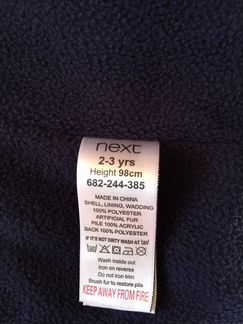 next
2-3 yrs
Height 98cm
682-244-385
MADE IN CHINA
SHELL, LINING, WADDING
100% POLYESTER
ARTIFICIAL FUR
PILE 100% ACRYLIC
BACK 100% POLYESTER
IF IT'S NOT DIRTY WASH AT
Wash inside out
Iron on reverse
Do not iron trim
Brush fur to restore pile
KEEP AWAY FROM FIRE